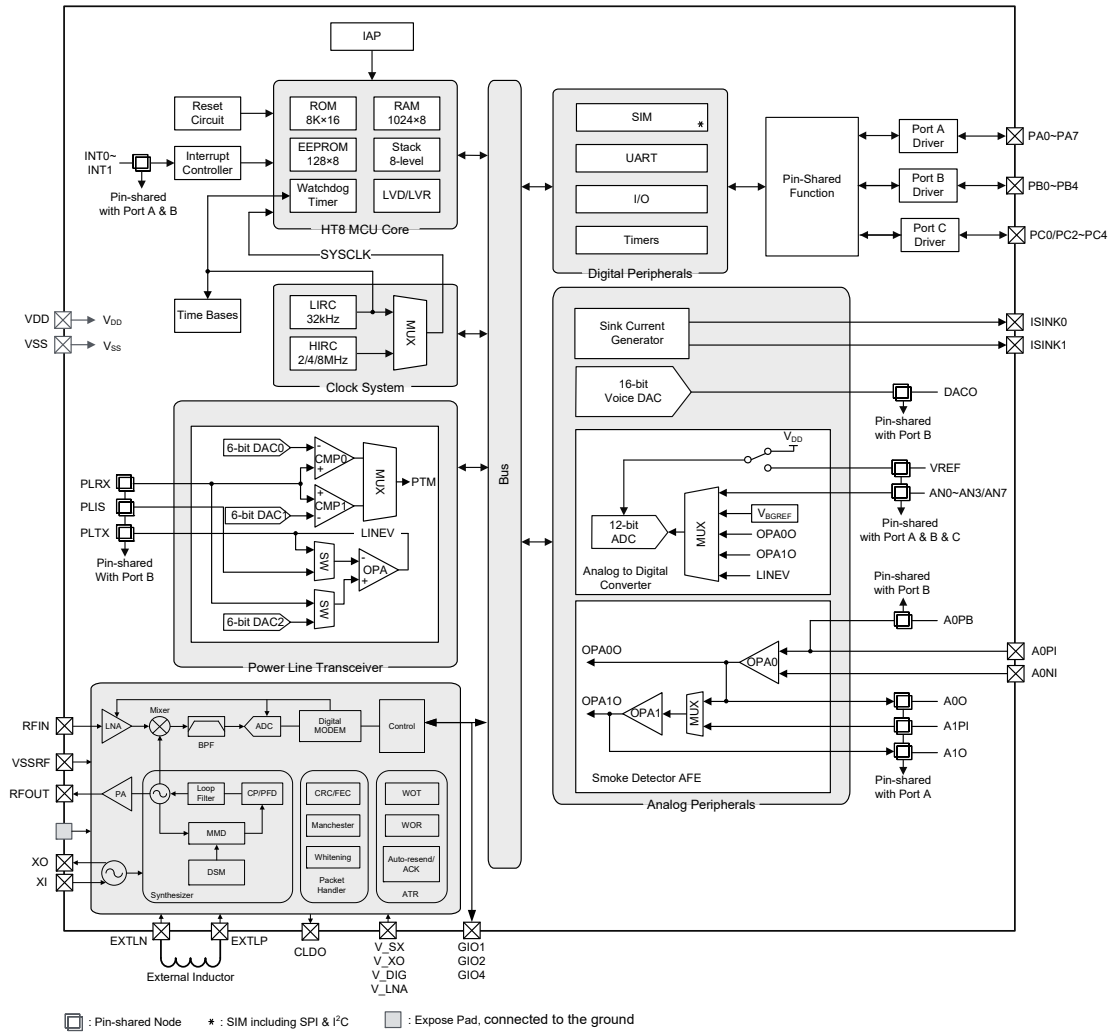 IAP
Reset
Circuit
INT0~
INT1
Interrupt
Controller
Pin-shared
with Port A & B
ROM
8K×16
RAM
1024×8
EEPROM
128×8
Stack
8-level
Watchdog
Timer
LVD/LVR
HT8 MCU Core
SYSCLK
Time Bases
LIRC
32kHz
HIRC
2/4/8MHz
MUX
Clock System
VDD
VDD
VSS
VSS
6-bit DAC0
-
+
CMP0
+
-
CMP1
6-bit DAC1
MUX
PTM
PLRX
PLIS
PLTX
Pin-shared
With Port B
LINEV
SW
-
+
OPA
SW
6-bit DAC2
Power Line Transceiver
Bus
SIM
*
UART
I/O
Timers
Digital Peripherals
Pin-Shared
Function
Port A
Driver
PA0~PA7
Port B
Driver
PB0~PB4
Port C
Driver
PC0/PC2~PC4
Sink Current
Generator
ISINK0
ISINK1
16-bit
Voice DAC
DACO
Pin-shared
with Port B
VDD
VREF
AN0~AN3/AN7
Pin-shared
with Port A & B & C
12-bit
ADC
MUX
VBGREF
OPA0O
OPA1O
LINEV
Analog to Digital
Converter
Pin-shared
with Port B
A0PB
A0PI
A0NI
OPA0O
OPA0
OPA1O
OPA1
MUX
A0O
A1PI
A1O
Pin-shared
with Port A
Smoke Detector AFE
Analog Peripherals
RFIN
VSSRF
RFOUT
XO
XI
LNA
Mixer
BPF
ADC
Digital
MODEM
Control
PA
Loop
Filter
CP/PFD
MMD
DSM
Synthesizer
CRC/FEC
Manchester
Whitening
Packet
Handler
WOT
WOR
Auto-resend/
ACK
ATR
EXTLN
EXTLP
External Inductor
CLDO
V_SX
V_XO
V_DIG
V_LNA
GIO1
GIO2
GIO4
: Pin-shared Node
* : SIM including SPI & I²C
: Expose Pad, connected to the ground